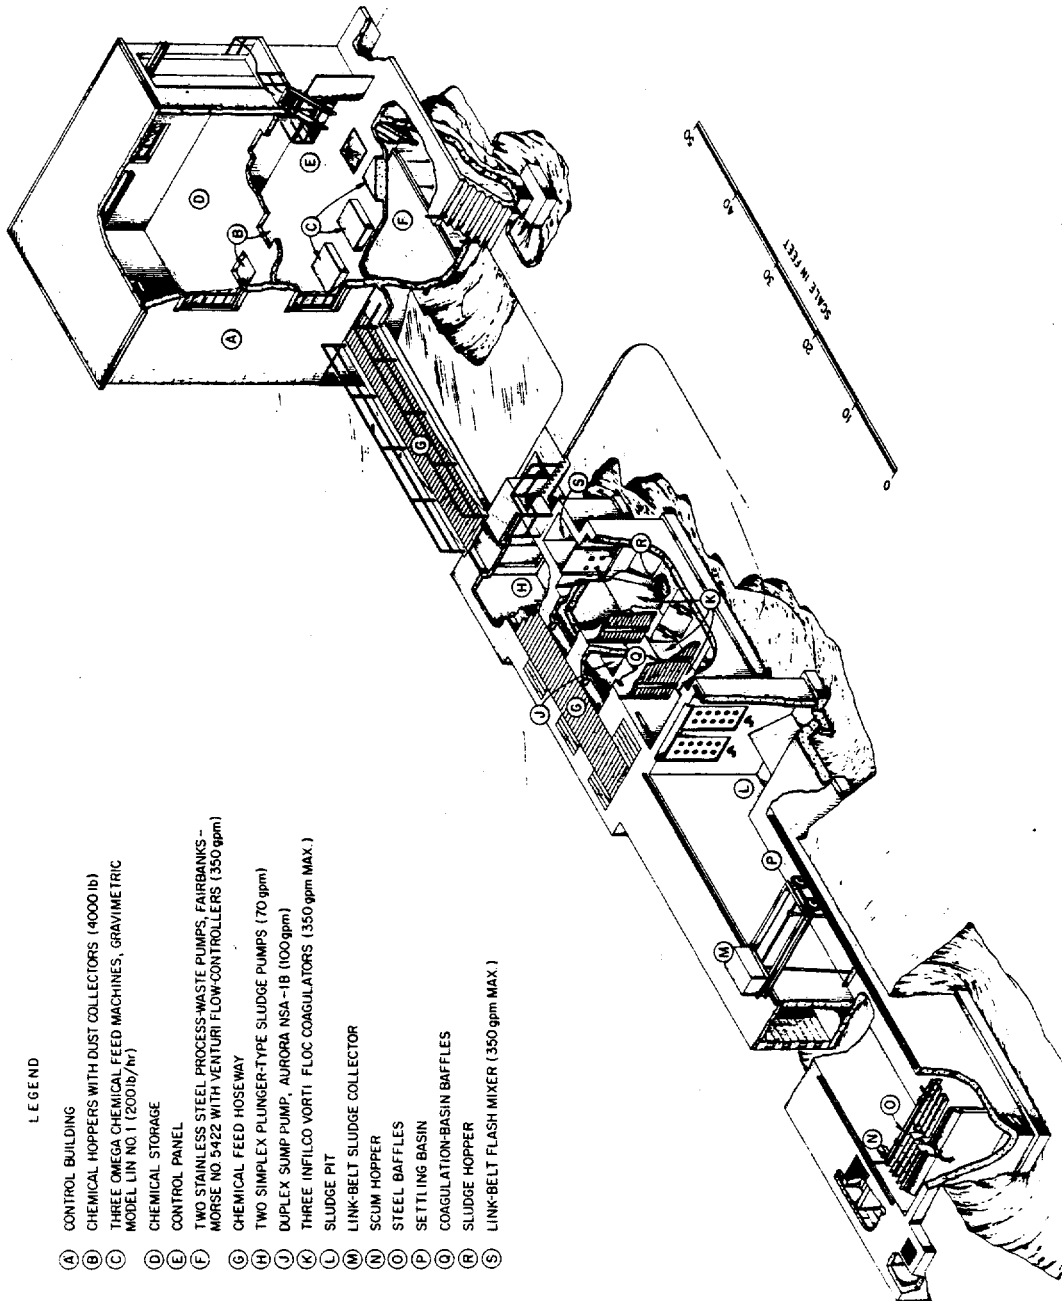 LEGEND
A CONTROL BUILDING
B CHEMICAL HOPPERS WITH DUST COLLECTORS (4000 lb)
C THREE OMEGA CHEMICAL FEED MACHINES, GRAVIMETRIC
MODEL LIN NO. 1 (200 lb/hr)
D CHEMICAL STORAGE
E CONTROL PANEL
F TWO STAINLESS STEEL PROCESS-WASTE PUMPS, FAIRBANKS-
MORSE NO. 5422 WITH VENTURI FLOW-CONTROLLERS (350 gpm)
G CHEMICAL FEED HOSEWAY
H TWO SIMPLEX PLUNGER-TYPE SLUDGE PUMPS (70 gpm)
J DUPLEX SUMP PUMP, AURORA NSA-1B (100 gpm)
K THREE INFILCO VORTI FLOC COAGULATORS (350 gpm MAX.)
L SLUDGE PIT
M LINK-BELT SLUDGE COLLECTOR
N SCUM HOPPER
O STEEL BAFFLES
P SETTLING BASIN
Q COAGULATION-BASIN BAFFLES
R SLUDGE HOPPER
S LINK-BELT FLASH MIXER (350 gpm MAX.)
A
B
C
D
E
F
G
H
S
R
K
Q
J
G
L
P
M
N
O
0 10 20 30 40 50
SCALE IN FEET